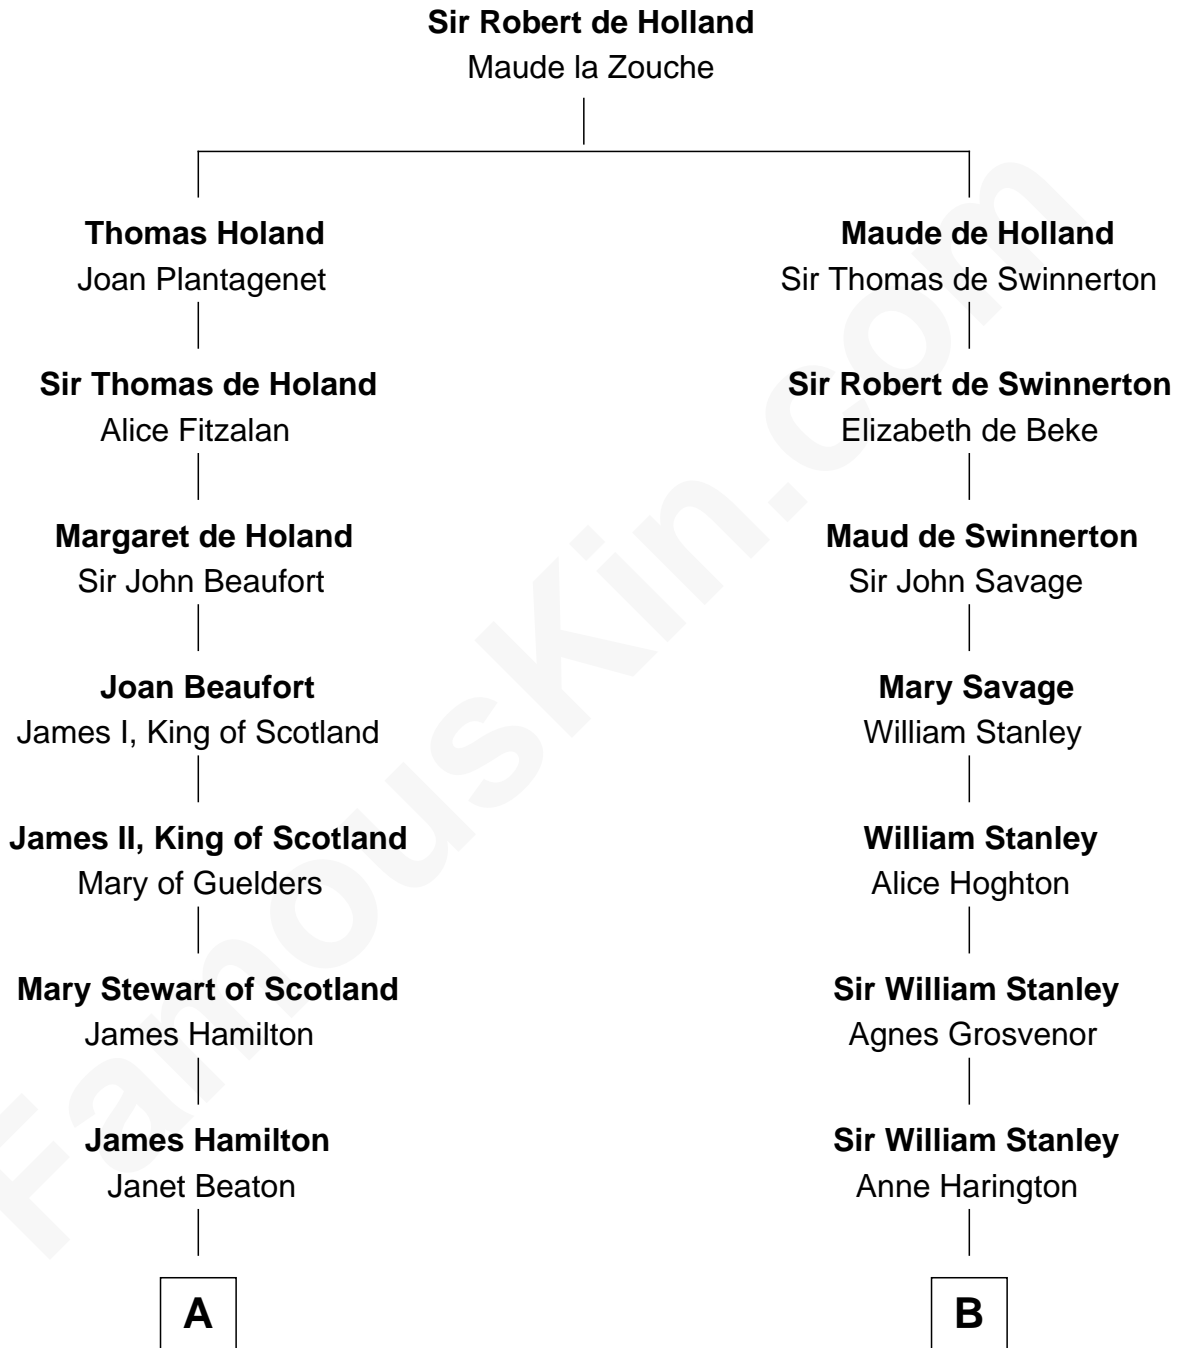 Sir Robert de Holland
Maude la Zouche
Thomas Holand
Joan Plantagenet
Maude de Holland
Sir Thomas de Swinnerton
Sir Thomas de Holand
Alice Fitzalan
Sir Robert de Swinnerton
Elizabeth de Beke
Margaret de Holand
Sir John Beaufort
Maud de Swinnerton
Sir John Savage
Joan Beaufort
James I, King of Scotland
Mary Savage
William Stanley
James II, King of Scotland
Mary of Guelders
William Stanley
Alice Hoghton
Mary Stewart of Scotland
James Hamilton
Sir William Stanley
Agnes Grosvenor
James Hamilton
Janet Beaton
Sir William Stanley
Anne Harington
A
B
FamousKin.com